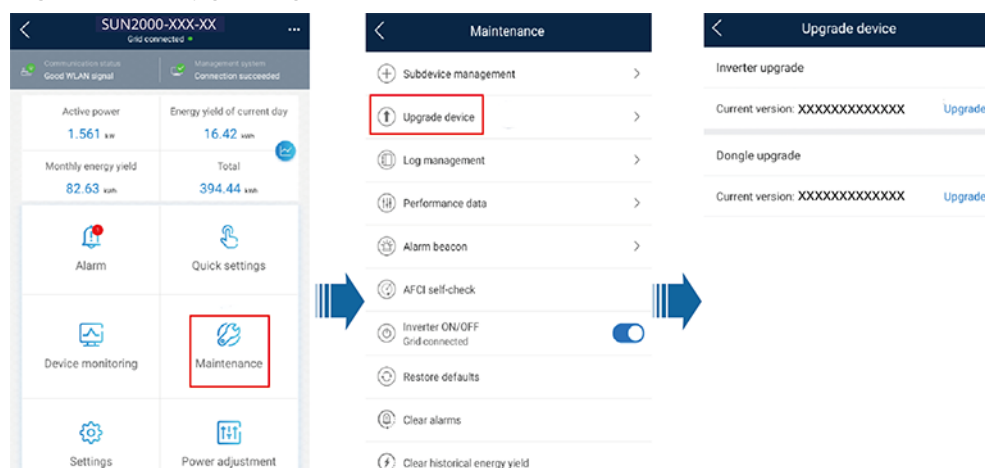 SUN2000-XXX-XX
Grid connected
Communication status
Good WLAN signal
Management system
Connection succeeded
Active power
1.561 kW
Energy yield of current day
16.42 kWh
Monthly energy yield
82.63 kWh
Total
394.44 kWh
Alarm
Quick settings
Device monitoring
Maintenance
Settings
Power adjustment
Maintenance
Subdevice management
Upgrade device
Log management
Performance data
Alarm beacon
AFCI self-check
Inverter ON/OFF
Grid connected
Restore defaults
Clear alarms
Clear historical energy yield
Upgrade device
Inverter upgrade
Current version: XXXXXXXXXXXXX Upgrade
Dongle upgrade
Current version: XXXXXXXXXXXXX Upgrade